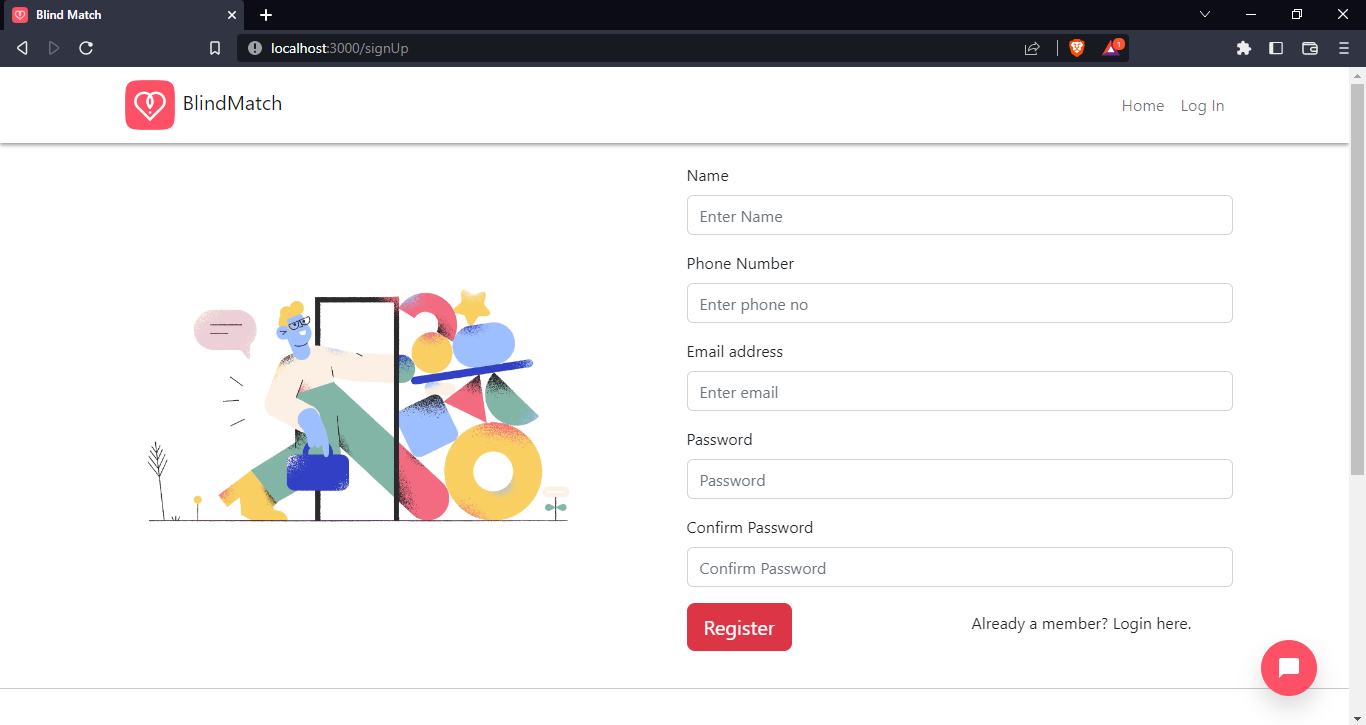 Blind Match
localhost:3000/signUp
1
BlindMatch
Home Log In
Name
Enter Name
Phone Number
Enter phone no
Email address
Enter email
Password
Password
Confirm Password
Confirm Password
Register
Already a member? Login here.